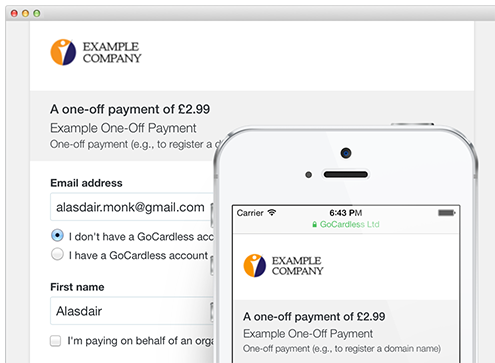 EXAMPLE
COMPANY
A one-off payment of £2.99
Example One-Off Payment
One-off payment (e.g., to register a
Email address
alasdair.monk@gmail.com
I don't have a GoCardless
I have a GoCardless account
First name
Alasdair
I'm paying on behalf of an
Carrier 6:43 PM
GoCardless Ltd
EXAMPLE
COMPANY
A one-off payment of £2.99
Example One-Off Payment
One-off payment (e.g., to register a domain name)